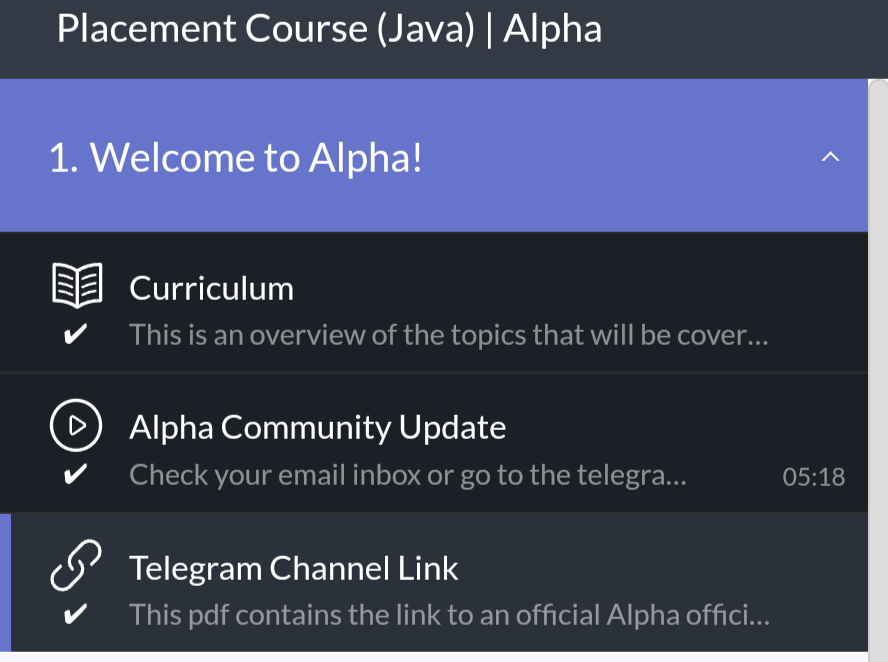 Placement Course (Java) | Alpha
1. Welcome to Alpha!
Curriculum
This is an overview of the topics that will be cover...
Alpha Community Update
Check your email inbox or go to the telegra...
05:18
Telegram Channel Link
This pdf contains the link to an official Alpha offici...